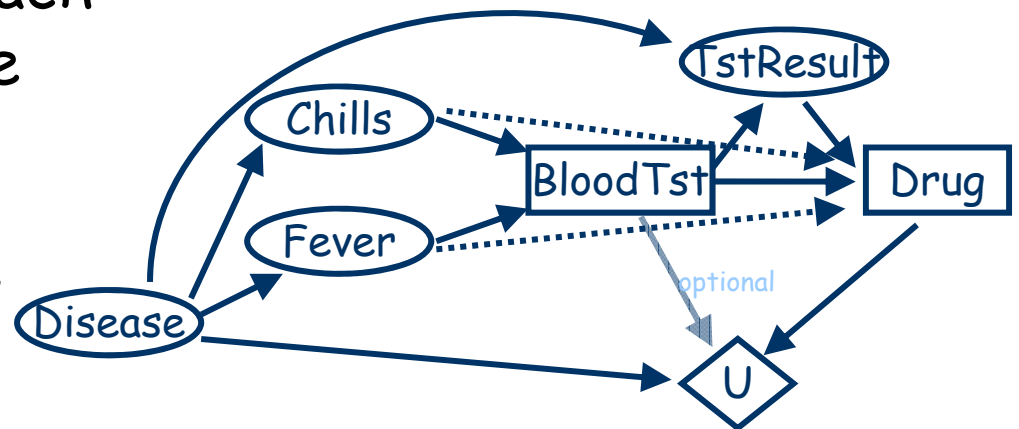 e
TstResult
Chills
BloodTst
Drug
Fever
optional
Disease
U